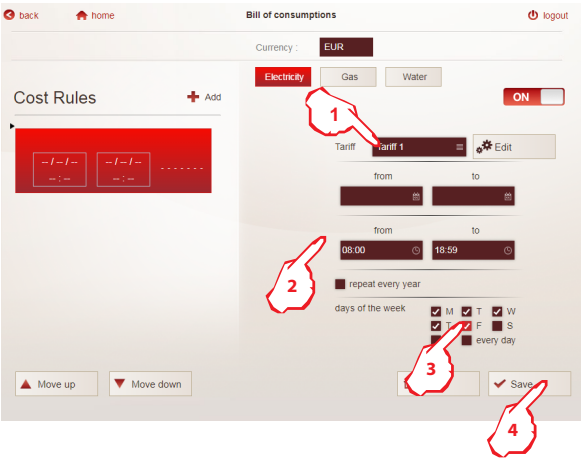 back home Bill of consumptions logout
Currency : EUR
Electricity Gas Water
Cost Rules Add
ON
1
Tariff Tariff 1 Edit
-- / -- / -- -- / -- / --
-- : -- -- : -- - - - - - - -
from to
from to
08:00 18:59
2
repeat every year
days of the week M T W
T F S
every day
3
Move up Move down Save
4